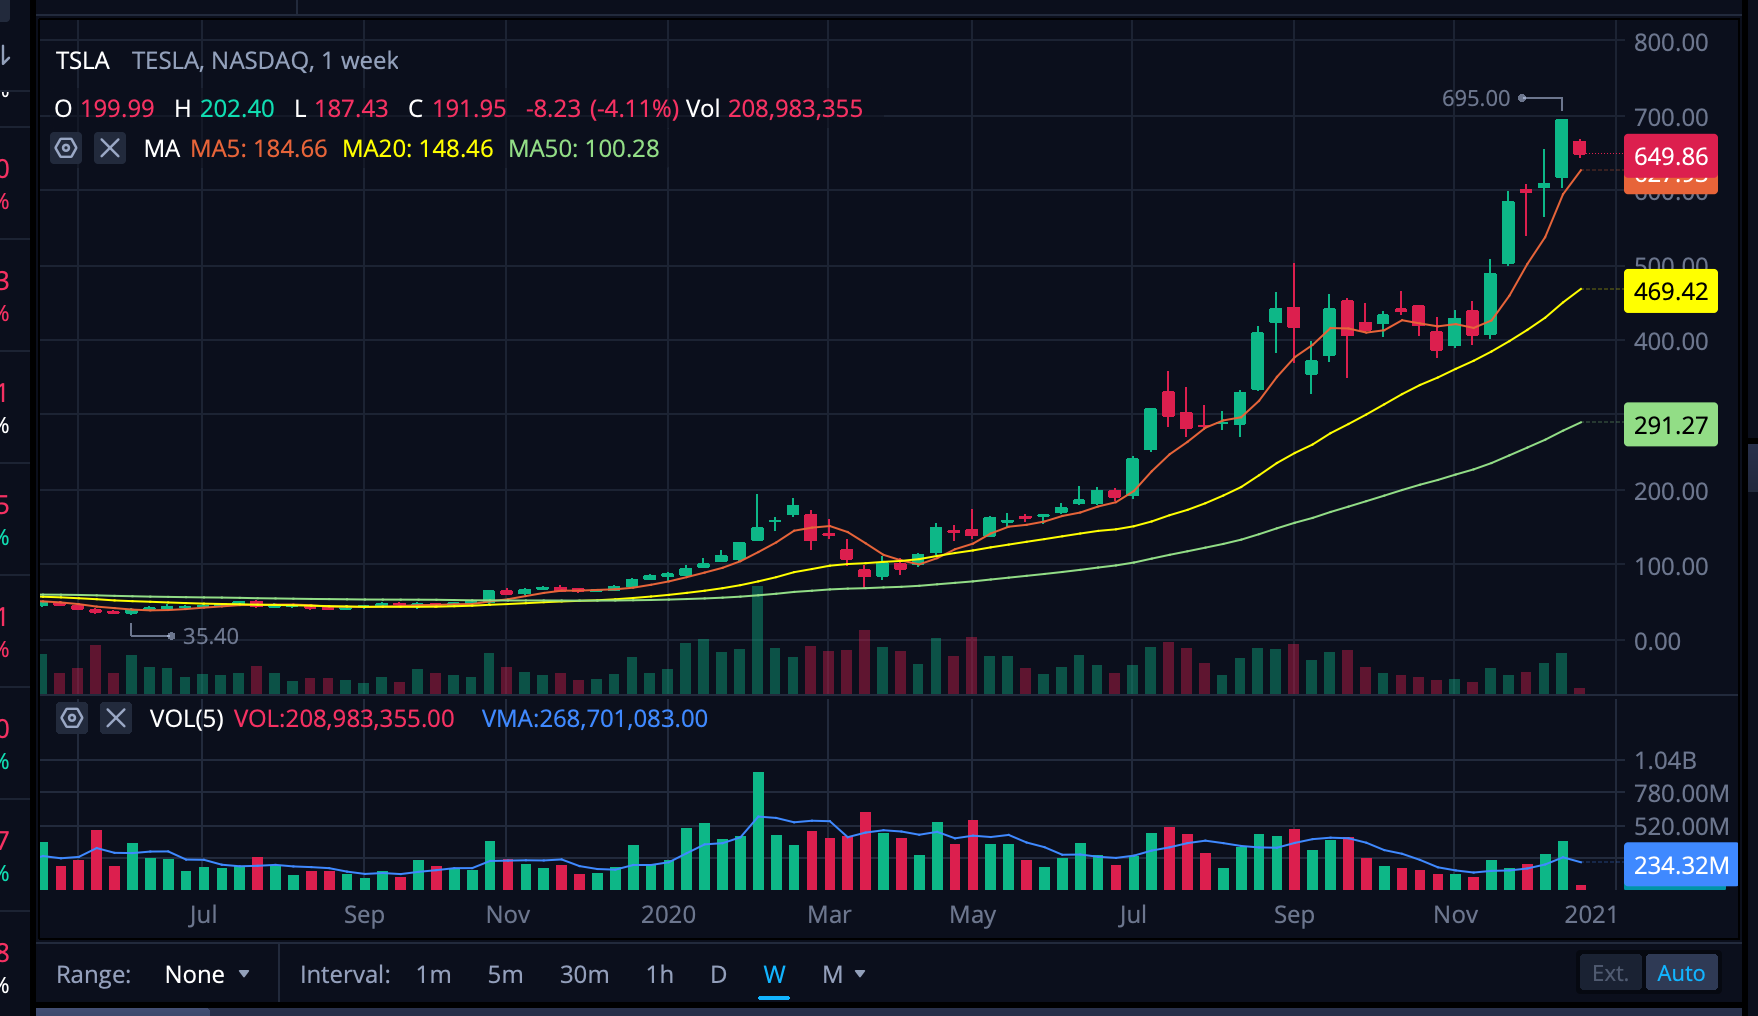 TSLA TESLA, NASDAQ, 1 week
O 199.99 H 202.40 L 187.43 C 191.95 -8.23 (-4.11%) Vol 208,983,355
MA MA5: 184.66 MA20: 148.46 MA50: 100.28
800.00
695.00
700.00
649.86
627.93
600.00
500.00
469.42
400.00
291.27
200.00
100.00
35.40
0.00
VOL(5) VOL:208,983,355.00 VMA:268,701,083.00
1.04B
780.00M
520.00M
234.32M
Jul Sep Nov 2020 Mar May Jul Sep Nov 2021
Range: None Interval: 1m 5m 30m 1h D W M Ext. Auto